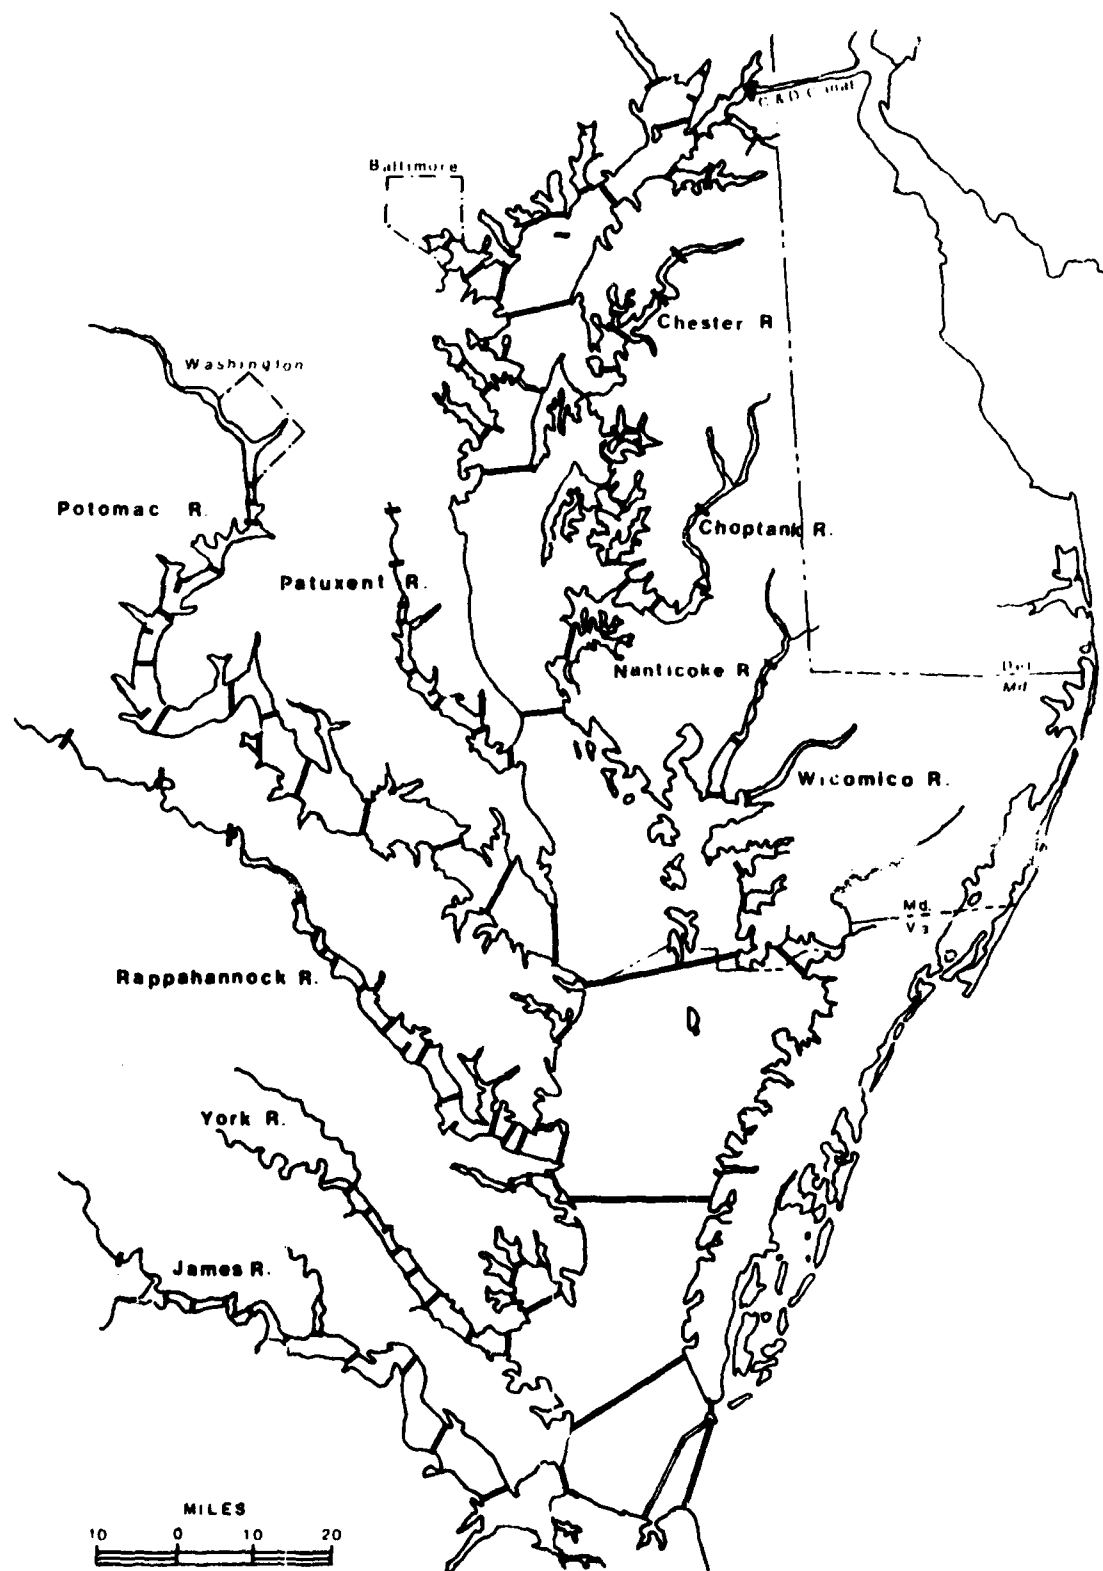 C & D Canal
Baltimore
Chester R
Washington
Potomac R.
Choptank R.
Patuxent R.
Nanticoke R
Del
Md
Wicomico R.
Md.
Va
Rappahannock R.
York R.
James R.
MILES
10 0 10 20